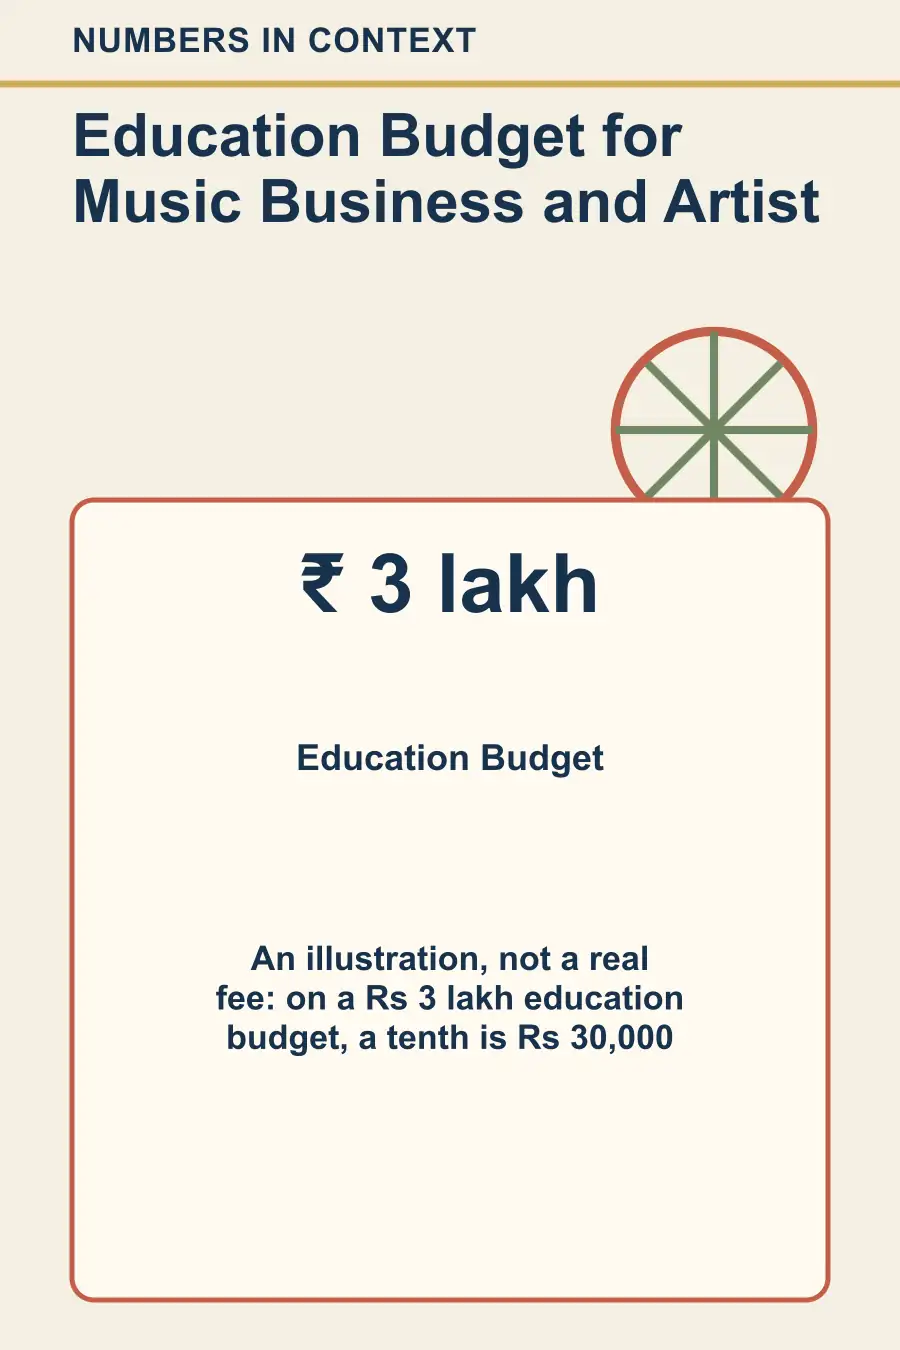 NUMBERS IN CONTEXT
Education Budget for
Music Business and Artist
₹ 3 lakh
Education Budget
An illustration, not a real
fee: on a Rs 3 lakh education
budget, a tenth is Rs 30,000